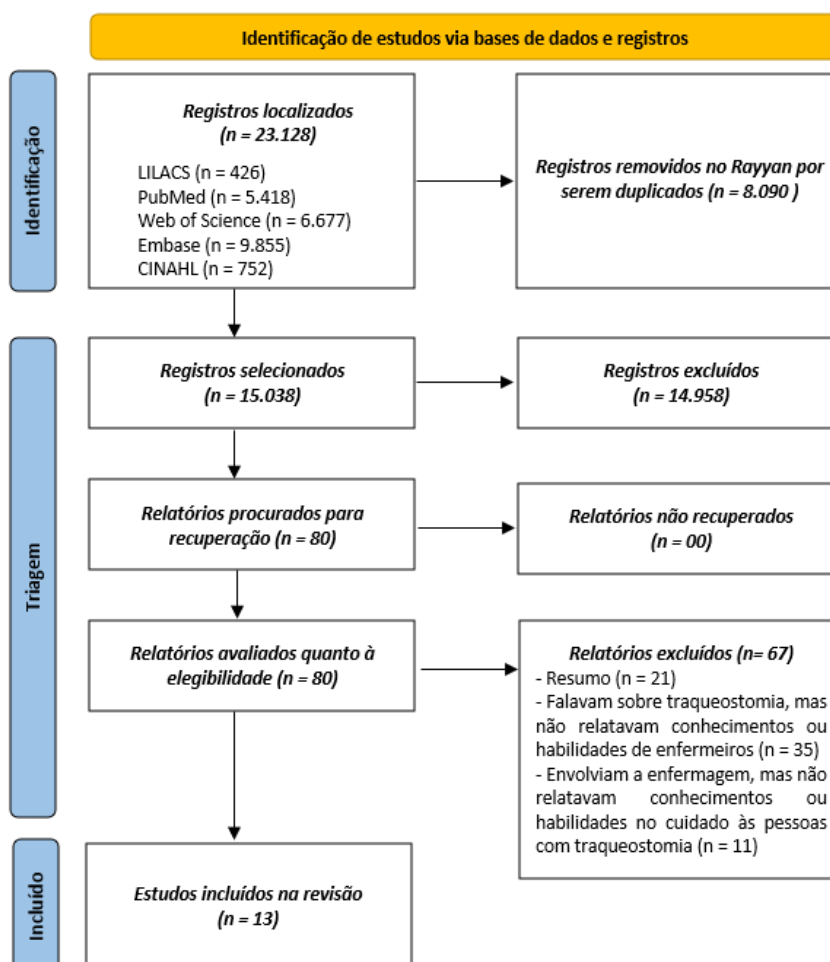 Identificação de estudos via bases de dados e registros
Identificação
Registros localizados
(n = 23.128)
LILACS (n = 426)
PubMed (n = 5.418)
Web of Science (n = 6.677)
Embase (n = 9.855)
CINAHL (n = 752)
Registros removidos no Rayyan por
serem duplicados (n = 8.090 )
Triagem
Registros selecionados
(n = 15.038)
Registros excluídos
(n = 14.958)
Relatórios procurados para
recuperação (n = 80)
Relatórios não recuperados
(n = 00)
Relatórios avaliados quanto à
elegibilidade (n = 80)
Relatórios excluídos (n= 67)
- Resumo (n = 21)
- Falavam sobre traqueostomia, mas
não relatavam conhecimentos ou
habilidades de enfermeiros (n = 35)
- Envolviam a enfermagem, mas não
relatavam conhecimentos ou
habilidades no cuidado às pessoas
com traqueostomia (n = 11)
Incluído
Estudos incluídos na revisão
(n = 13)